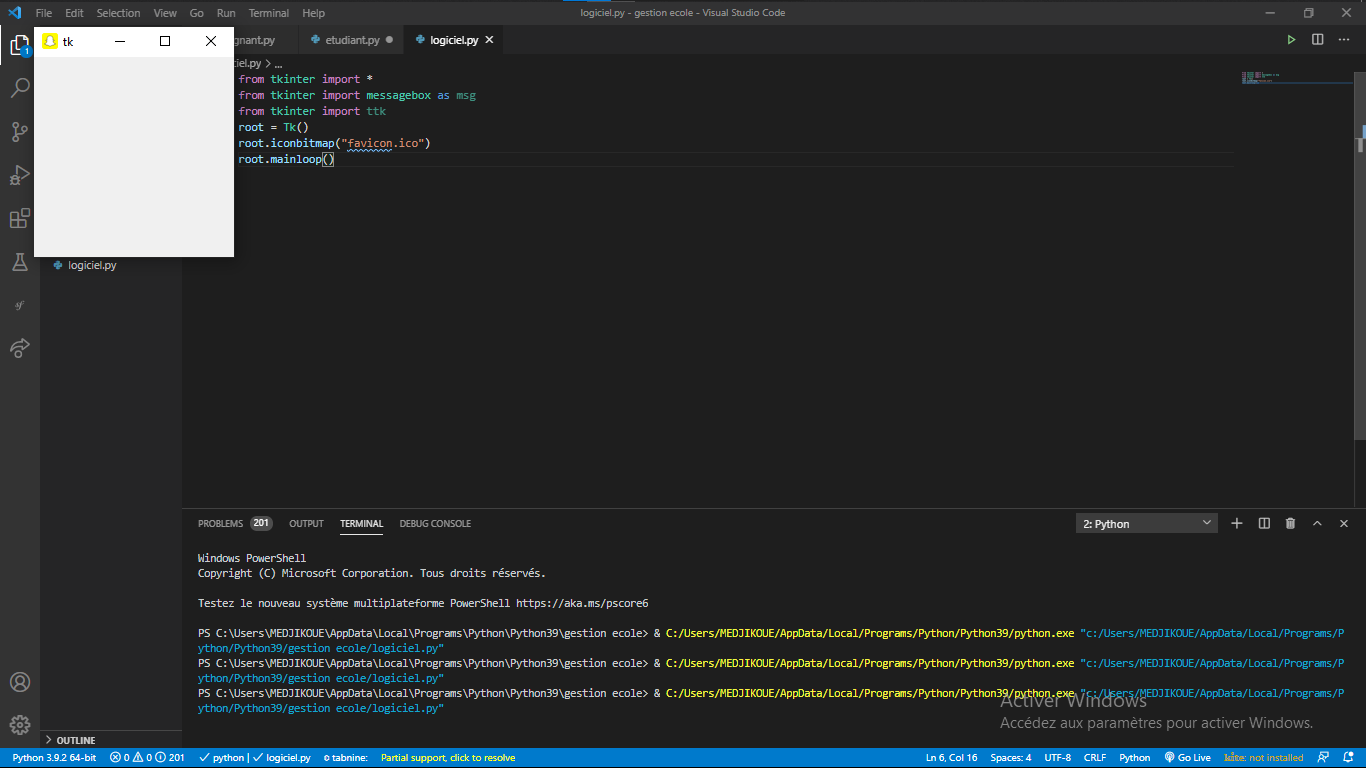 File Edit Selection View Go Run Terminal Help
logiciel.py - gestion ecole - Visual Studio Code
tk
gnant.py
etudiant.py
logiciel.py
1
iel.py > ...
from tkinter import *
from tkinter import messagebox as msg
from tkinter import ttk
root = Tk()
root.iconbitmap("favicon.ico")
root.mainloop()
logiciel.py
PROBLEMS 201 OUTPUT TERMINAL DEBUG CONSOLE
2: Python
Windows PowerShell
Copyright (C) Microsoft Corporation. Tous droits réservés.
Testez le nouveau système multiplateforme PowerShell https://aka.ms/pscore6
PS C:\Users\MEDJIKOUE\AppData\Local\Programs\Python\Python39\gestion ecole> & C:/Users/MEDJIKOUE/AppData/Local/Programs/Python/Python39/python.exe "c:/Users/MEDJIKOUE/AppData/Local/Programs/P
ython/Python39/gestion ecole/logiciel.py"
PS C:\Users\MEDJIKOUE\AppData\Local\Programs\Python\Python39\gestion ecole> & C:/Users/MEDJIKOUE/AppData/Local/Programs/Python/Python39/python.exe "c:/Users/MEDJIKOUE/AppData/Local/Programs/P
ython/Python39/gestion ecole/logiciel.py"
PS C:\Users\MEDJIKOUE\AppData\Local\Programs\Python\Python39\gestion ecole> & C:/Users/MEDJIKOUE/AppData/Local/Programs/Python/Python39/python.exe "c:/Users/MEDJIKOUE/AppData/Local/Programs/P
ython/Python39/gestion ecole/logiciel.py"
Activer Windows
Accédez aux paramètres pour activer Windows.
OUTLINE
Python 3.9.2 64-bit 0 0 201 python | logiciel.py tabnine: Partial support, click to resolve
Ln 6, Col 16 Spaces: 4 UTF-8 CRLF Python Go Live kite: not installed